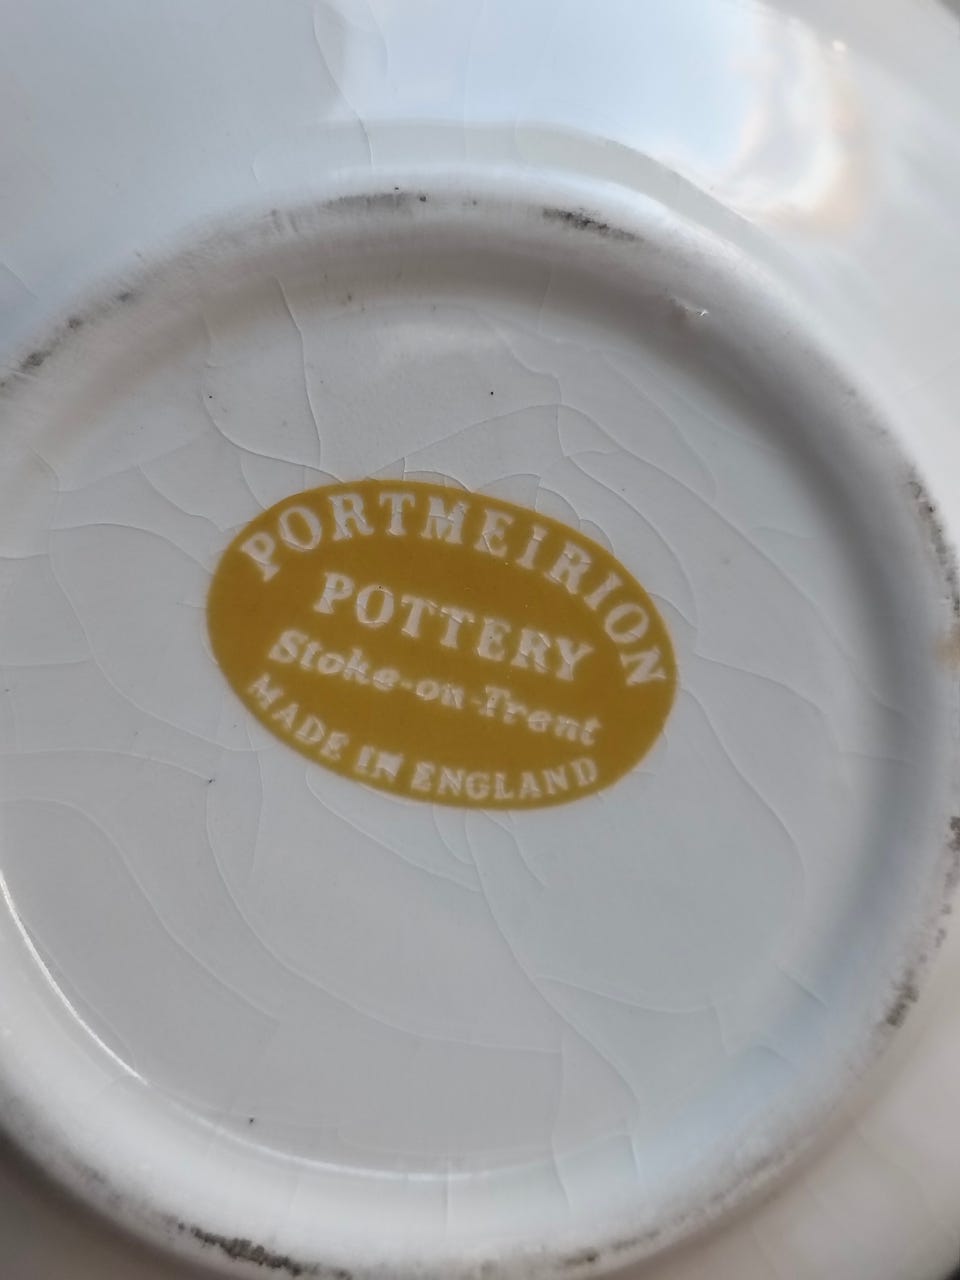 PORTMEIRION
POTTERY
Stoke-on-Trent
MADE IN ENGLAND